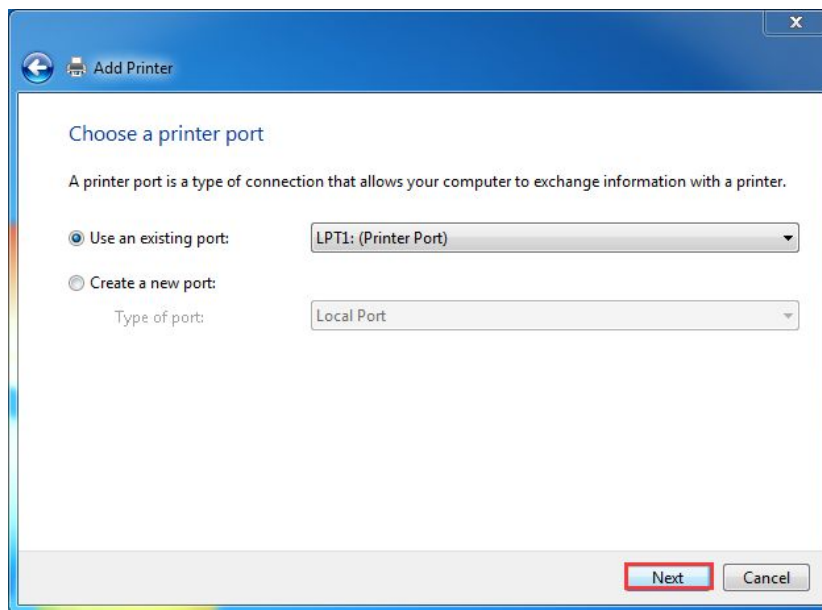 X
Add Printer
Choose a printer port
A printer port is a type of connection that allows your computer to exchange information with a printer.
Use an existing port: LPT1: (Printer Port)
Create a new port:
Type of port: Local Port
Next Cancel